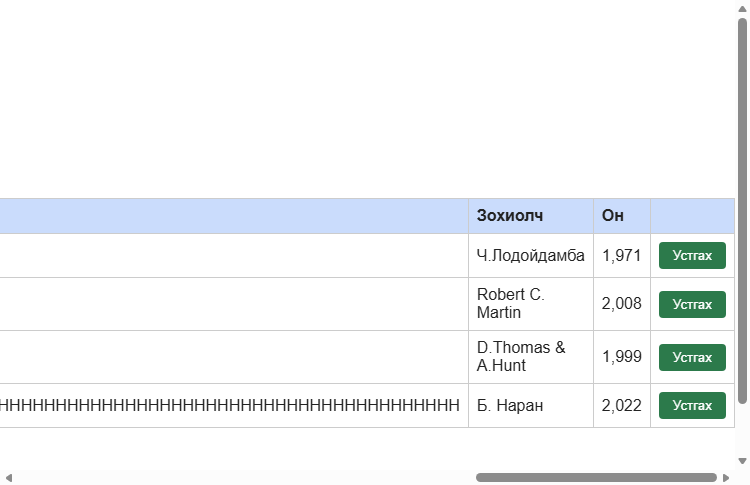 Зохиолч Он
Ч.Лодойдамба 1,971 Устгах
Robert C. Martin 2,008 Устгах
D.Thomas & A.Hunt 1,999 Устгах
ННННННННННННННННННННННННННННННННННННННН Б. Наран 2,022 Устгах